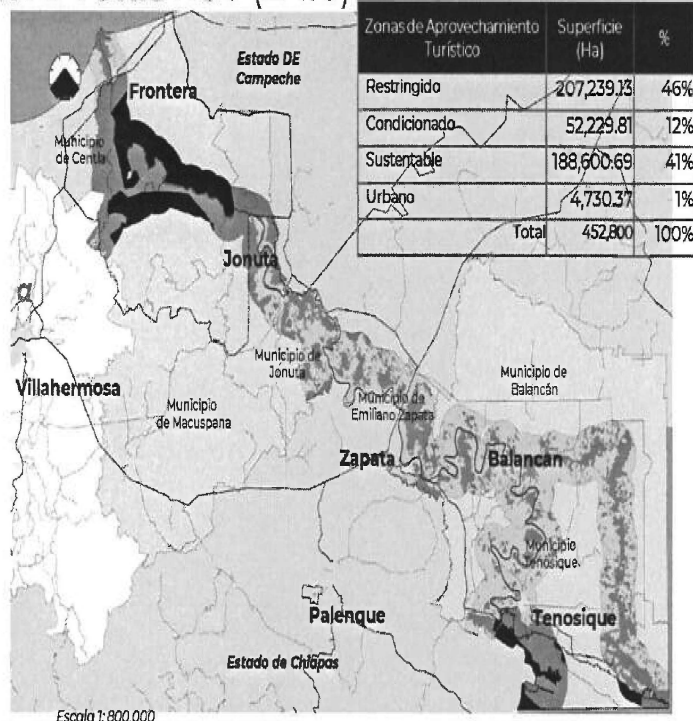 Zonas de Aprovechamiento Turístico Superficie (Ha) %
Restringido 207,239.13 46%
Condicionado 52,229.81 12%
Sustentable 188,600.69 41%
Urbano 4,730.37 1%
Total 452,800 100%
Estado DE
Campeche
Frontera
Municipio
de Centla
Jonuta
Municipio de
Jonuta
Municipio de
Balancán
Villahermosa
Municipio
de Macuspana
Municipio de
Emiliano Zapata
Zapata
Balancán
Municipio
Tenosique
Palenque
Tenosique
Estado de Chiapas
Escala 1:800,000